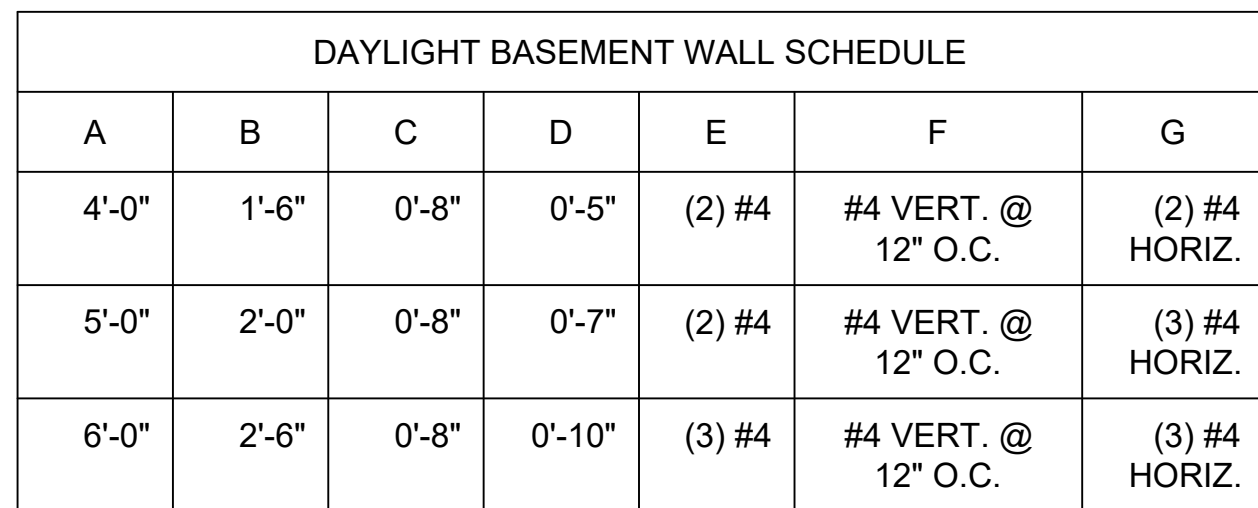 DAYLIGHT BASEMENT WALL SCHEDULE
A B C D E F G
4'-0" 1'-6" 0'-8" 0'-5" (2) #4 #4 VERT. @ (2) #4
12" O.C. HORIZ.
5'-0" 2'-0" 0'-8" 0'-7" (2) #4 #4 VERT. @ (3) #4
12" O.C. HORIZ.
6'-0" 2'-6" 0'-8" 0'-10" (3) #4 #4 VERT. @ (3) #4
12" O.C. HORIZ.